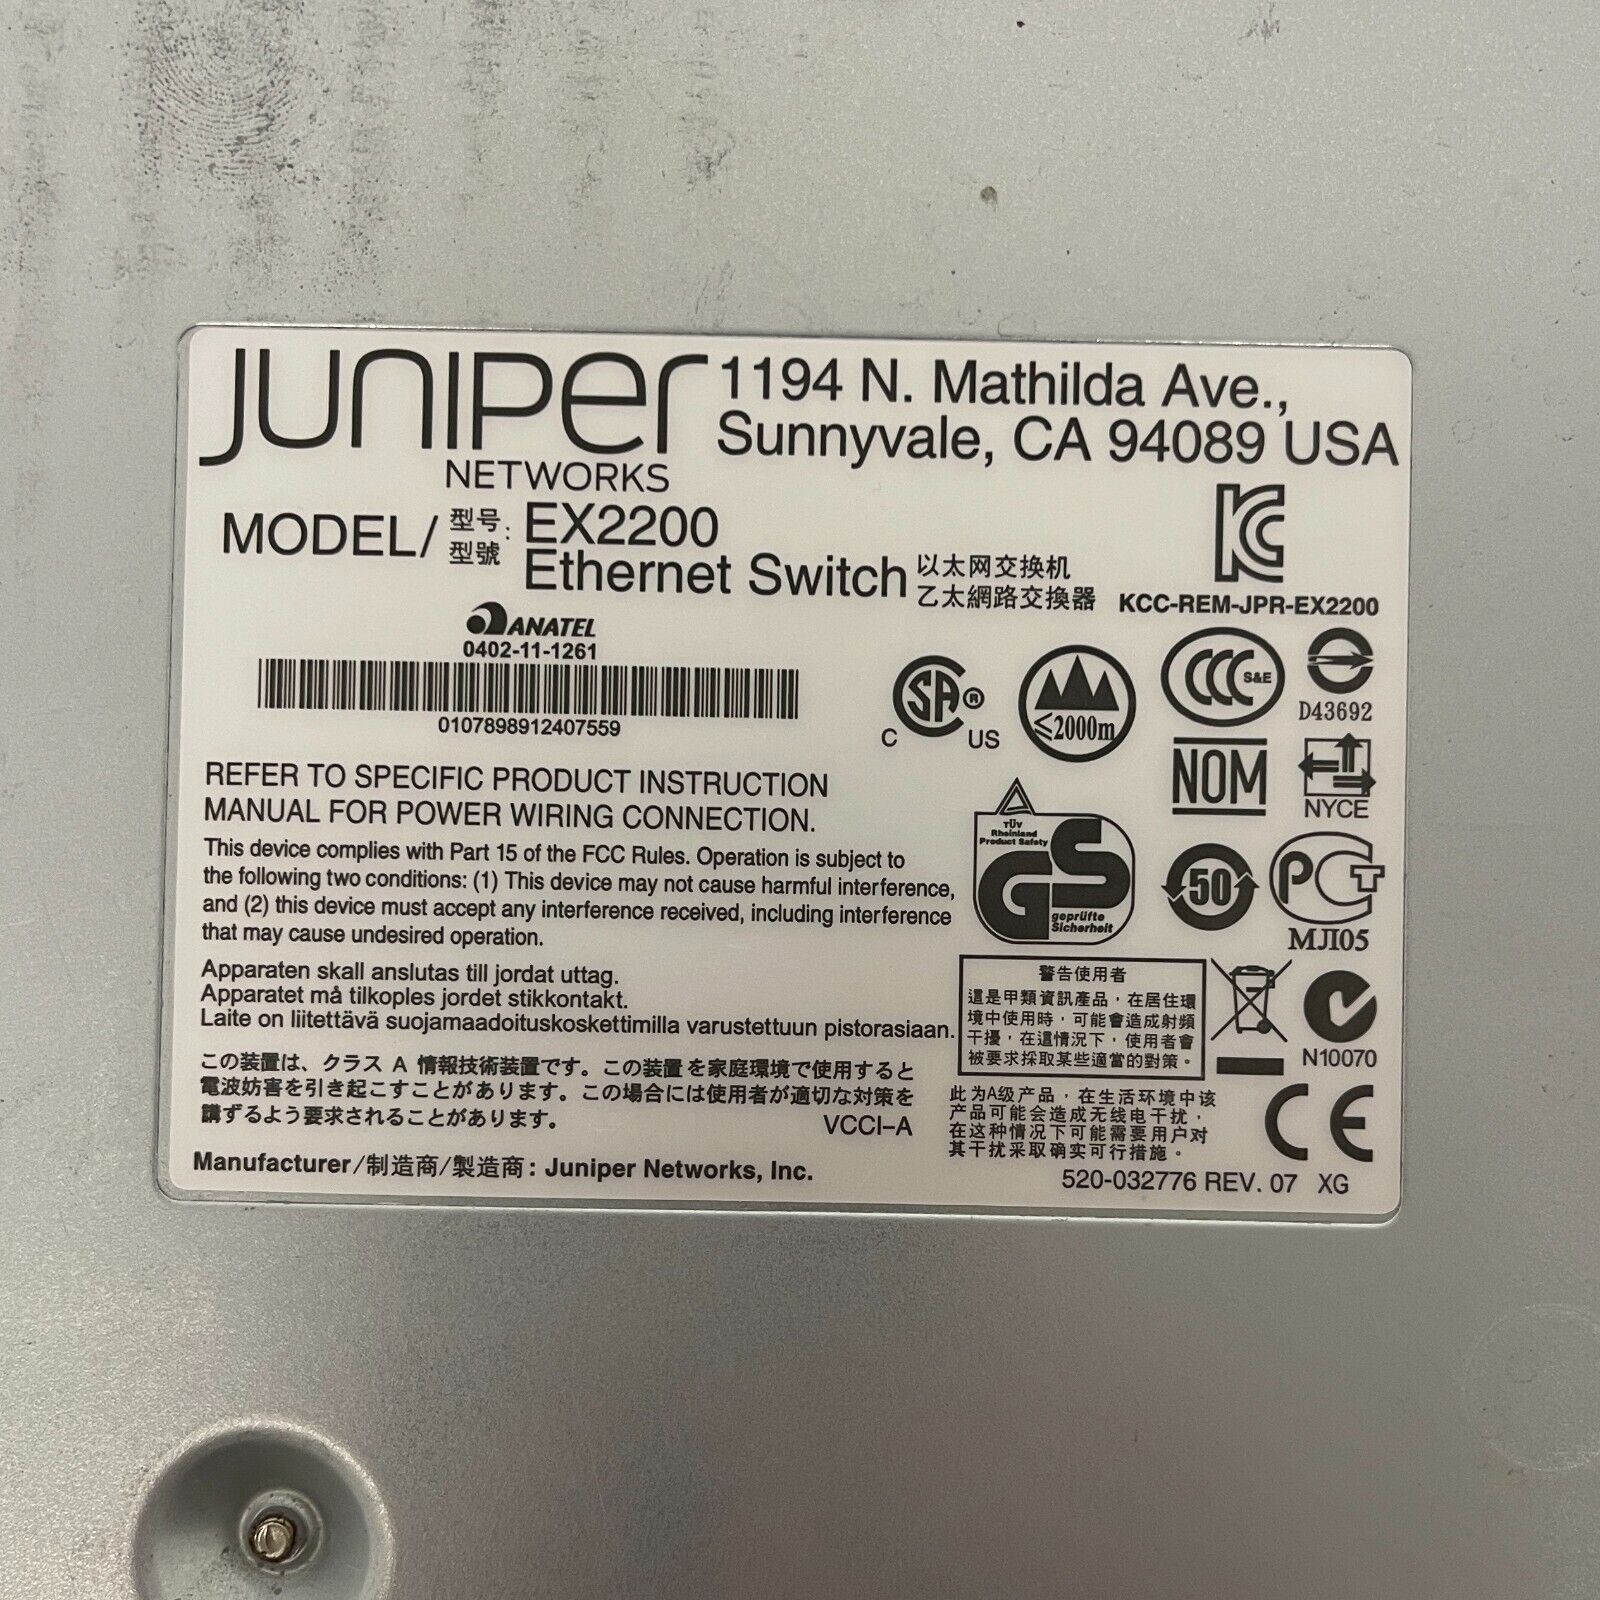 JUNIPER
NETWORKS
1194 N. Mathilda Ave.,
Sunnyvale, CA 94089 USA
MODEL/ 型号: EX2200
型號
Ethernet Switch 以太网交换机
乙太網路交換器
KCC-REM-JPR-EX2200
ANATEL
0402-11-1261
0107898912407559
C SA ® US
≤2000m
CCC S&E
D43692
NOM
NYCE
REFER TO SPECIFIC PRODUCT INSTRUCTION
MANUAL FOR POWER WIRING CONNECTION.
This device complies with Part 15 of the FCC Rules. Operation is subject to
the following two conditions: (1) This device may not cause harmful interference,
and (2) this device must accept any interference received, including interference
that may cause undesired operation.
TÜV
Rheinland
Product Safety
GS
geprüfte
Sicherheit
50
PCT
MJI05
Apparaten skall anslutas till jordat uttag.
Apparatet må tilkoples jordet stikkontakt.
Laite on liitettävä suojamaadoituskoskettimilla varustettuun pistorasiaan.
警告使用者
這是甲類資訊產品，在居住環
境中使用時，可能會造成射頻
干擾，在這情況下，使用者會
被要求採取某些適當的對策。
N10070
この装置は、クラス A 情報技術装置です。この装置を家庭環境で使用すると
電波妨害を引き起こすことがあります。この場合には使用者が適切な対策を
講ずるよう要求されることがあります。
VCCI-A
此为A级产品，在生活环境中该
产品可能会造成无线电干扰，
在这种情况下可能需要用户对
其干扰采取确实可行措施。
CE
Manufacturer/制造商/製造商: Juniper Networks, Inc.
520-032776 REV. 07 XG